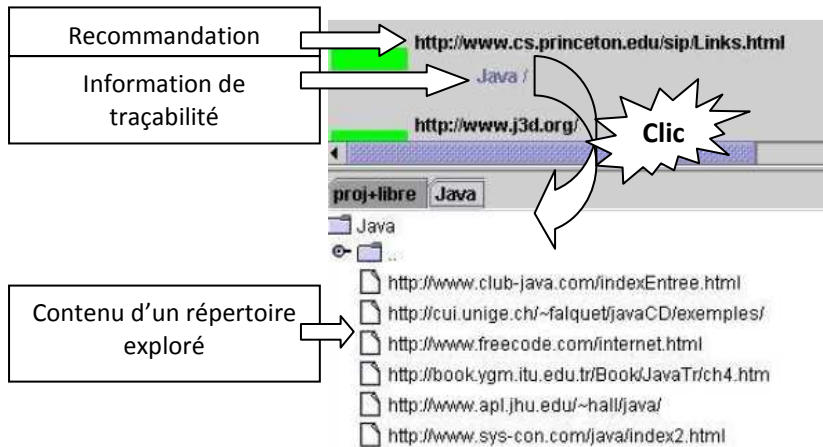 Recommandation
http://www.cs.princeton.edu/sip/Links.html
Information de
traçabilité
Java /
http://www.j3d.org/
Clic
proj+libre
Java
Java
..
http://www.club-java.com/indexEntree.html
http://cui.unige.ch/~falquet/javaCD/exemples/
Contenu d'un répertoire
exploré
http://www.freecode.com/internet.html
http://book.ygm.itu.edu.tr/Book/JavaTr/ch4.htm
http://www.apl.jhu.edu/~hall/java/
http://www.sys-con.com/java/index2.html